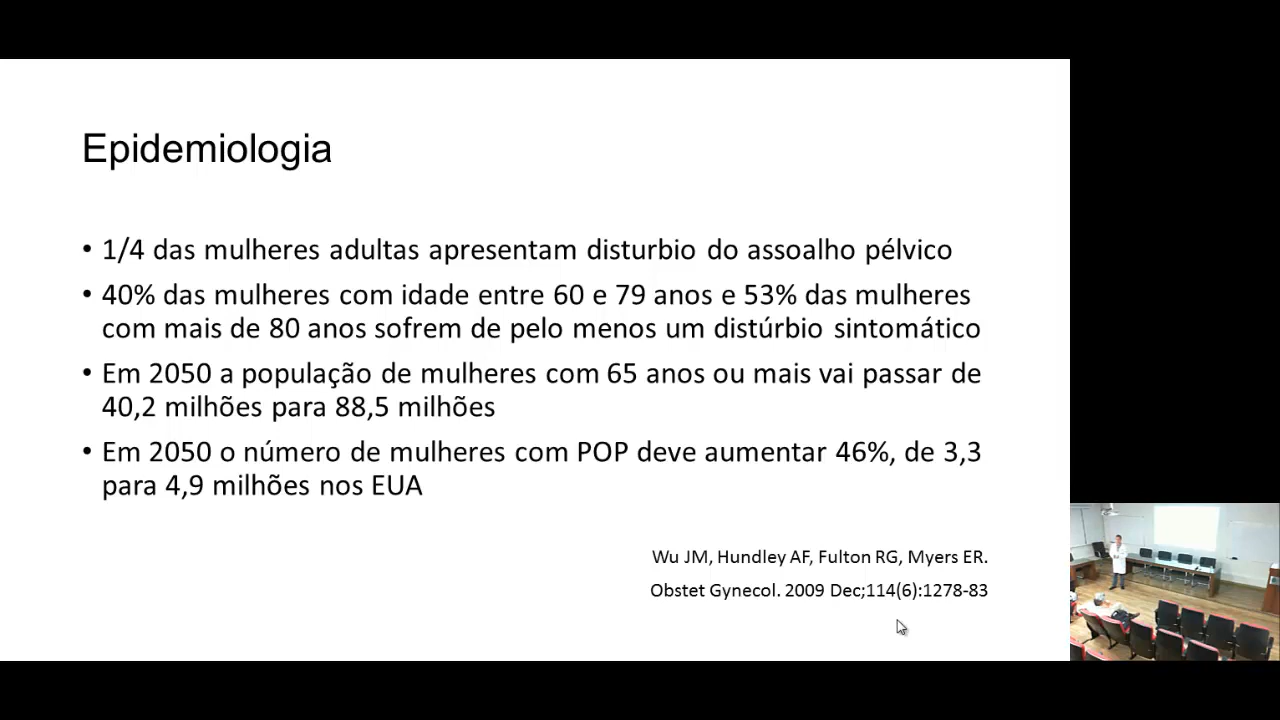 Epidemiologia
• 1/4 das mulheres adultas apresentam disturbio do assoalho pélvico
• 40% das mulheres com idade entre 60 e 79 anos e 53% das mulheres
com mais de 80 anos sofrem de pelo menos um distúrbio sintomático
• Em 2050 a população de mulheres com 65 anos ou mais vai passar de
40,2 milhões para 88,5 milhões
• Em 2050 o número de mulheres com POP deve aumentar 46%, de 3,3
para 4,9 milhões nos EUA
Wu JM, Hundley AF, Fulton RG, Myers ER.
Obstet Gynecol. 2009 Dec;114(6):1278-83